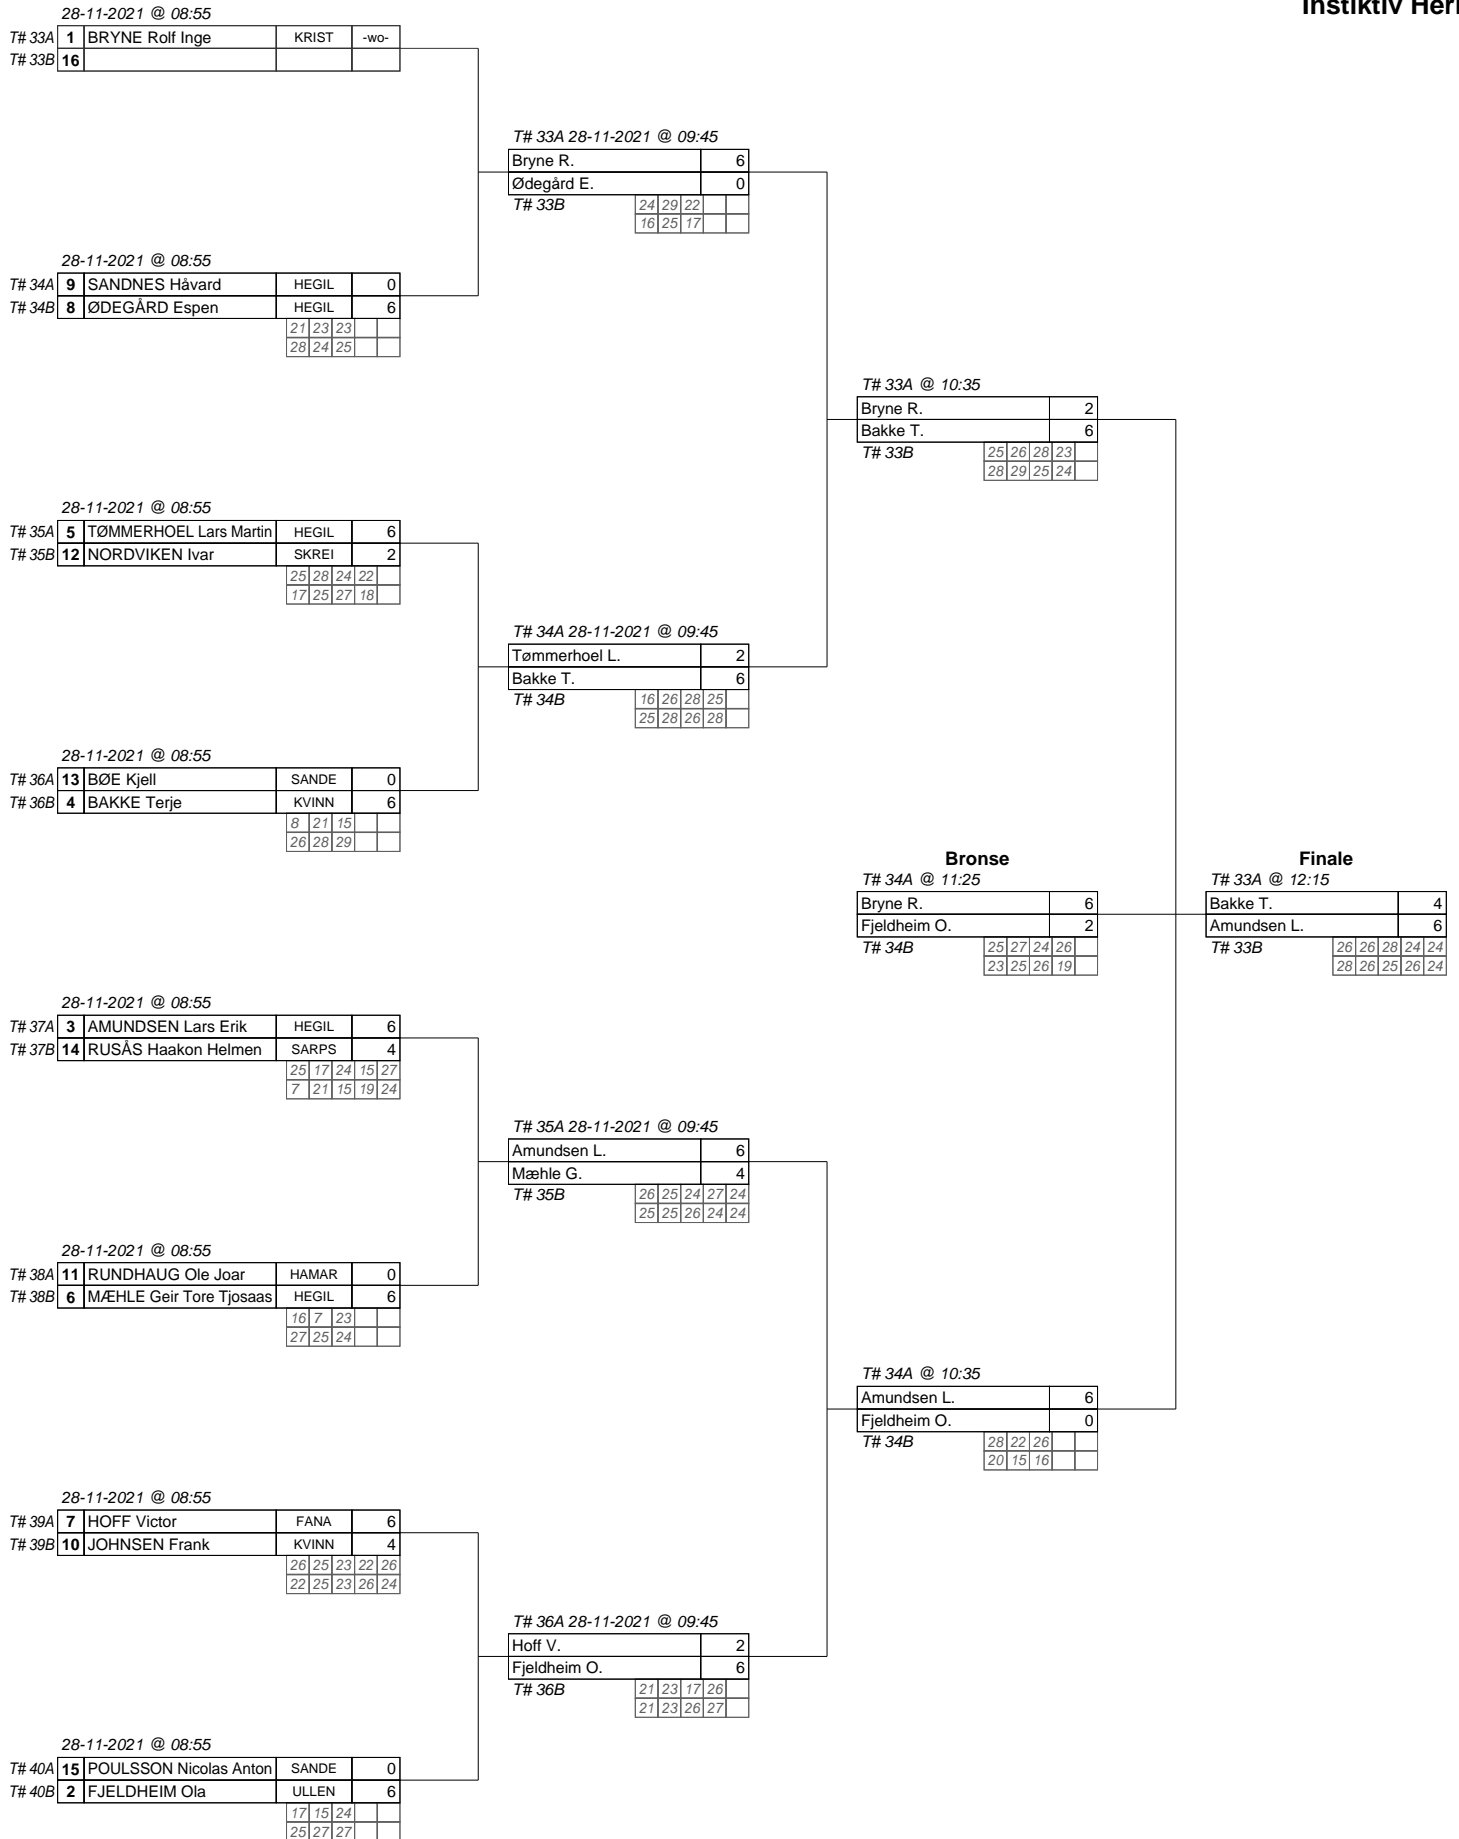 Instiktiv Her
28-11-2021 @ 08:55
T# 33A 1 BRYNE Rolf Inge KRIST -wo-
T# 33B 16
T# 33A 28-11-2021 @ 09:45
Bryne R. 6
Ødegård E. 0
T# 33B 24 29 22
16 25 17
28-11-2021 @ 08:55
T# 34A 9 SANDNES Håvard HEGIL 0
T# 34B 8 ØDEGÅRD Espen HEGIL 6
21 23 23
28 24 25
T# 33A @ 10:35
Bryne R. 2
Bakke T. 6
T# 33B 25 26 28 23
28 29 25 24
28-11-2021 @ 08:55
T# 35A 5 TØMMERHOEL Lars Martin HEGIL 6
T# 35B 12 NORDVIKEN Ivar SKREI 2
25 28 24 22
17 25 27 18
T# 34A 28-11-2021 @ 09:45
Tømmerhoel L. 2
Bakke T. 6
T# 34B 16 26 28 25
25 28 26 28
28-11-2021 @ 08:55
T# 36A 13 BØE Kjell SANDE 0
T# 36B 4 BAKKE Terje KVINN 6
8 21 15
26 28 29
Bronse
T# 34A @ 11:25
Bryne R. 6
Fjeldheim O. 2
T# 34B 25 27 24 26
23 25 26 19
Finale
T# 33A @ 12:15
Bakke T. 4
Amundsen L. 6
T# 33B 26 26 28 24 24
28 26 25 26 24
28-11-2021 @ 08:55
T# 37A 3 AMUNDSEN Lars Erik HEGIL 6
T# 37B 14 RUSÅS Haakon Helmen SARPS 4
25 17 24 15 27
7 21 15 19 24
T# 35A 28-11-2021 @ 09:45
Amundsen L. 6
Mæhle G. 4
T# 35B 26 25 24 27 24
25 25 26 24 24
28-11-2021 @ 08:55
T# 38A 11 RUNDHAUG Ole Joar HAMAR 0
T# 38B 6 MÆHLE Geir Tore Tjosaas HEGIL 6
16 7 23
27 25 24
T# 34A @ 10:35
Amundsen L. 6
Fjeldheim O. 0
T# 34B 28 22 26
20 15 16
28-11-2021 @ 08:55
T# 39A 7 HOFF Victor FANA 6
T# 39B 10 JOHNSEN Frank KVINN 4
26 25 23 22 26
22 25 23 26 24
T# 36A 28-11-2021 @ 09:45
Hoff V. 2
Fjeldheim O. 6
T# 36B 21 23 17 26
21 23 26 27
28-11-2021 @ 08:55
T# 40A 15 POULSSON Nicolas Anton SANDE 0
T# 40B 2 FJELDHEIM Ola ULLEN 6
17 15 24
25 27 27